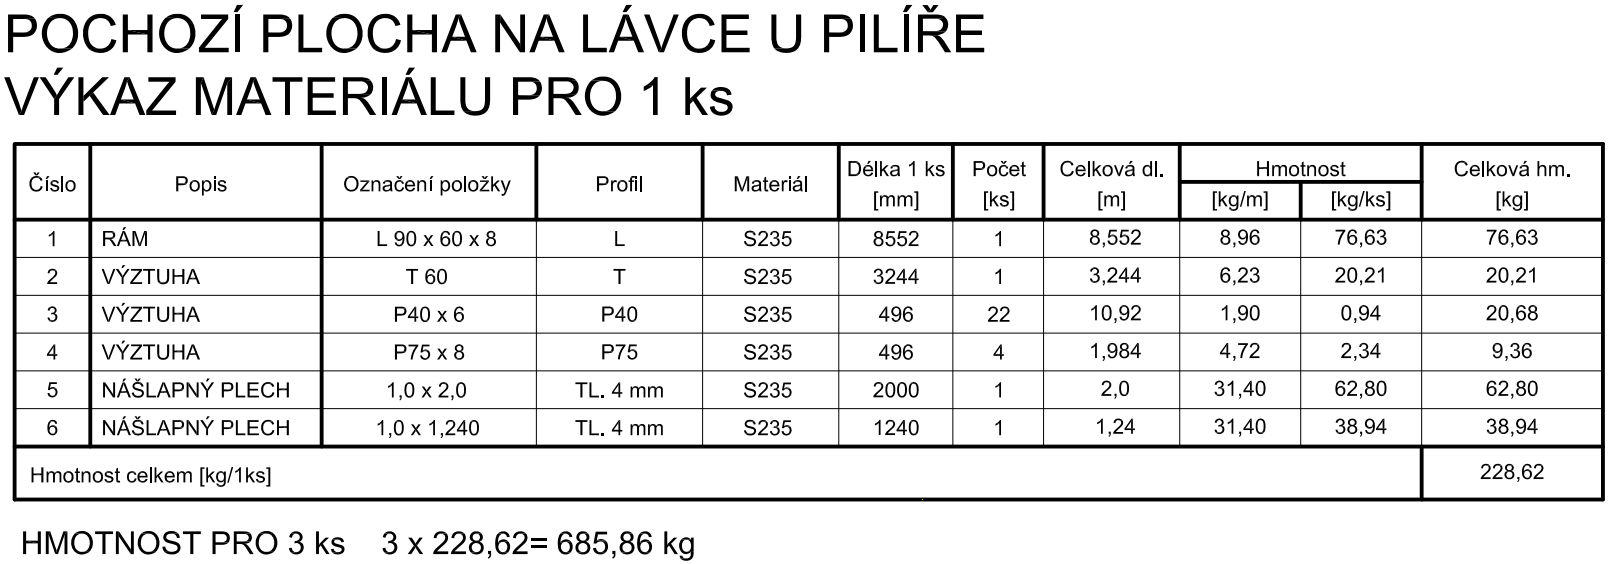 POCHOZÍ PLOCHA NA LÁVCE U PILÍŘE
VÝKAZ MATERIÁLU PRO 1 ks
Číslo Popis Označení položky Profil Materiál Délka 1 ks [mm] Počet [ks] Celková dl. [m] Hmotnost [kg/m] [kg/ks] Celková hm. [kg]
1 RÁM L 90 x 60 x 8 L S235 8552 1 8,552 8,96 76,63 76,63
2 VÝZTUHA T 60 T S235 3244 1 3,244 6,23 20,21 20,21
3 VÝZTUHA P40 x 6 P40 S235 496 22 10,92 1,90 0,94 20,68
4 VÝZTUHA P75 x 8 P75 S235 496 4 1,984 4,72 2,34 9,36
5 NÁŠLAPNÝ PLECH 1,0 x 2,0 TL. 4 mm S235 2000 1 2,0 31,40 62,80 62,80
6 NÁŠLAPNÝ PLECH 1,0 x 1,240 TL. 4 mm S235 1240 1 1,24 31,40 38,94 38,94
Hmotnost celkem [kg/1ks] 228,62
HMOTNOST PRO 3 ks 3 x 228,62= 685,86 kg